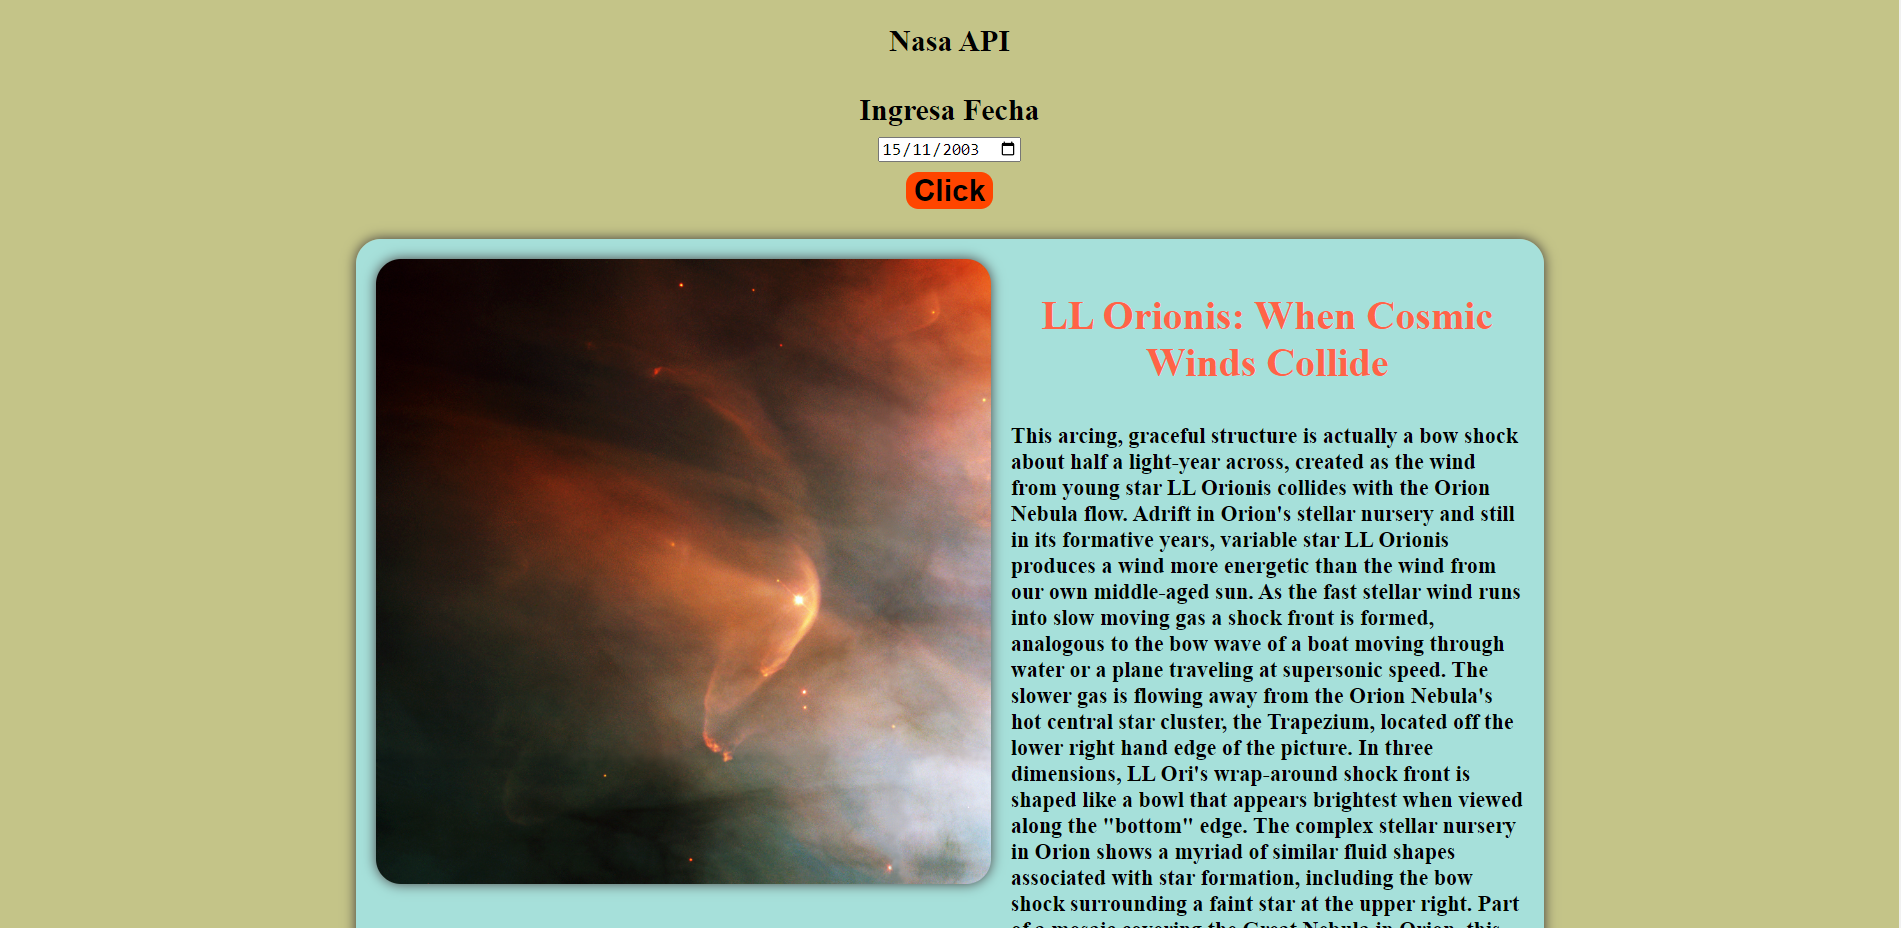 Nasa API
Ingresa Fecha
15/11/2003
Click
LL Orionis: When Cosmic
Winds Collide
This arcing, graceful structure is actually a bow shock
about half a light-year across, created as the wind
from young star LL Orionis collides with the Orion
Nebula flow. Adrift in Orion's stellar nursery and still
in its formative years, variable star LL Orionis
produces a wind more energetic than the wind from
our own middle-aged sun. As the fast stellar wind runs
into slow moving gas a shock front is formed,
analogous to the bow wave of a boat moving through
water or a plane traveling at supersonic speed. The
slower gas is flowing away from the Orion Nebula's
hot central star cluster, the Trapezium, located off the
lower right hand edge of the picture. In three
dimensions, LL Ori's wrap-around shock front is
shaped like a bowl that appears brightest when viewed
along the "bottom" edge. The complex stellar nursery
in Orion shows a myriad of similar fluid shapes
associated with star formation, including the bow
shock surrounding a faint star at the upper right. Part
of a mosaic covering the Great Nebula in Orion, this